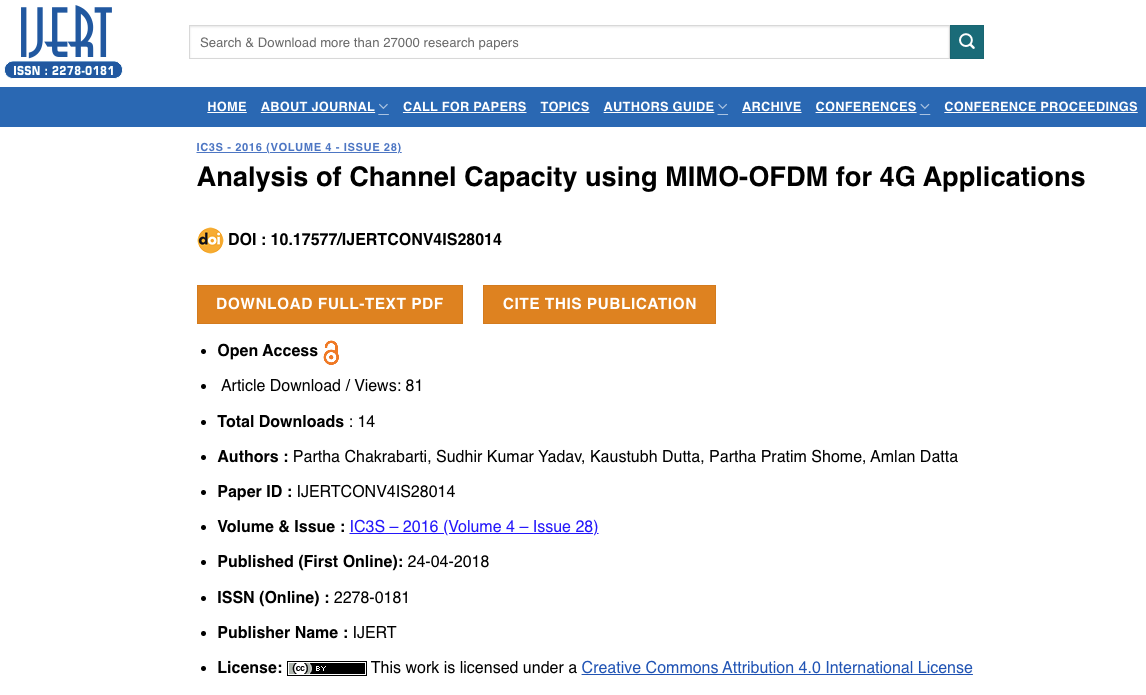 IJERT
ISSN : 2278-0181
Search & Download more than 27000 research papers
HOME ABOUT JOURNAL CALL FOR PAPERS TOPICS AUTHORS GUIDE ARCHIVE CONFERENCES CONFERENCE PROCEEDINGS
IC3S - 2016 (VOLUME 4 - ISSUE 28)
Analysis of Channel Capacity using MIMO-OFDM for 4G Applications
doi DOI : 10.17577/IJERTCONV4IS28014
DOWNLOAD FULL-TEXT PDF CITE THIS PUBLICATION
• Open Access
• Article Download / Views: 81
• Total Downloads : 14
• Authors : Partha Chakrabarti, Sudhir Kumar Yadav, Kaustubh Dutta, Partha Pratim Shome, Amlan Datta
• Paper ID : IJERTCONV4IS28014
• Volume & Issue : IC3S – 2016 (Volume 4 – Issue 28)
• Published (First Online): 24-04-2018
• ISSN (Online) : 2278-0181
• Publisher Name : IJERT
• License: (cc) BY This work is licensed under a Creative Commons Attribution 4.0 International License